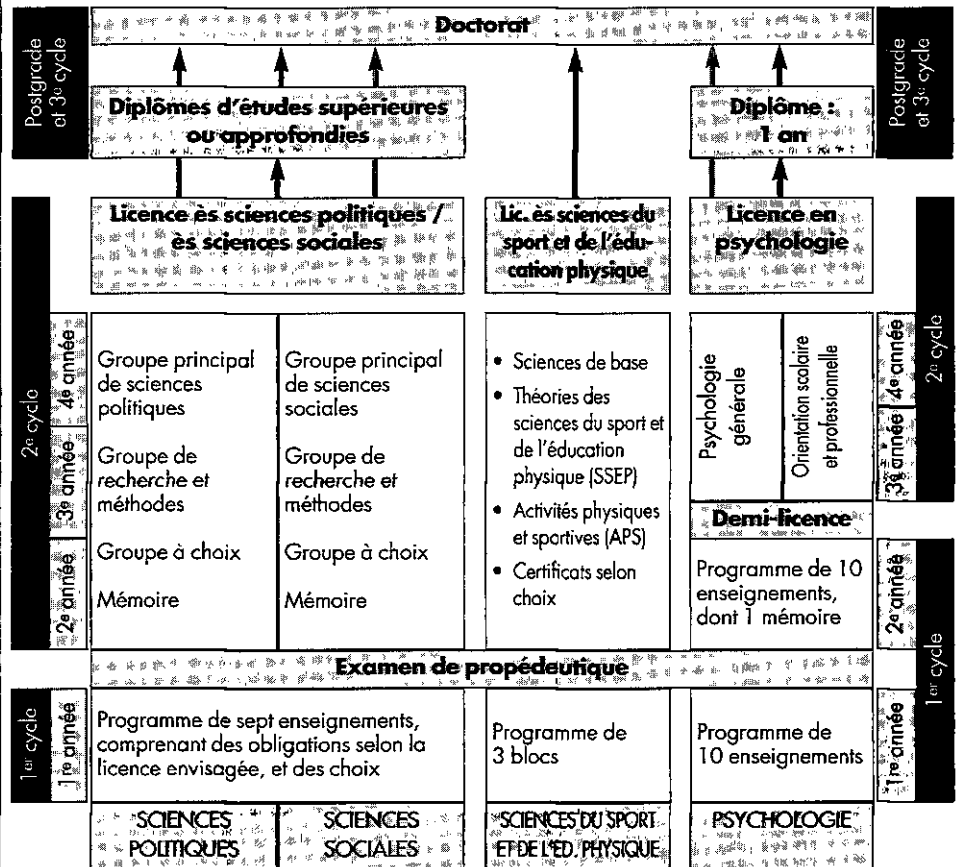 Doctorat
Postgrade
et 3e cycle
Diplômes d'études supérieures
ou approfondies
Diplôme :
1 an
Postgrade
et 3e cycle
Licence ès sciences politiques /
ès sciences sociales
Lic. ès sciences du
sport et de l'édu-
cation physique
Licence en
psychologie
2e cycle
4e année
3e année
2e année
Groupe principal
de sciences
politiques
Groupe de
recherche et
méthodes
Groupe à choix
Mémoire
Groupe principal
de sciences
sociales
Groupe de
recherche et
méthodes
Groupe à choix
Mémoire
• Sciences de base
• Théories des
sciences du sport et
de l'éducation
physique (SSEP)
• Activités physiques
et sportives (APS)
• Certificats selon
choix
Psychologie
générale
Orientation scolaire
et professionnelle
Demi-licence
Programme de 10
enseignements,
dont 1 mémoire
4e année
3e année
2e cycle
2e année
1er cycle
Examen de propédeutique
1er cycle
1re année
Programme de sept enseignements,
comprenant des obligations selon la
licence envisagée, et des choix
Programme de
3 blocs
Programme de
10 enseignements
1re année
SCIENCES
POLITIQUES
SCIENCES
SOCIALES
SCIENCES DU SPORT
ET DE L'ED. PHYSIQUE
PSYCHOLOGIE